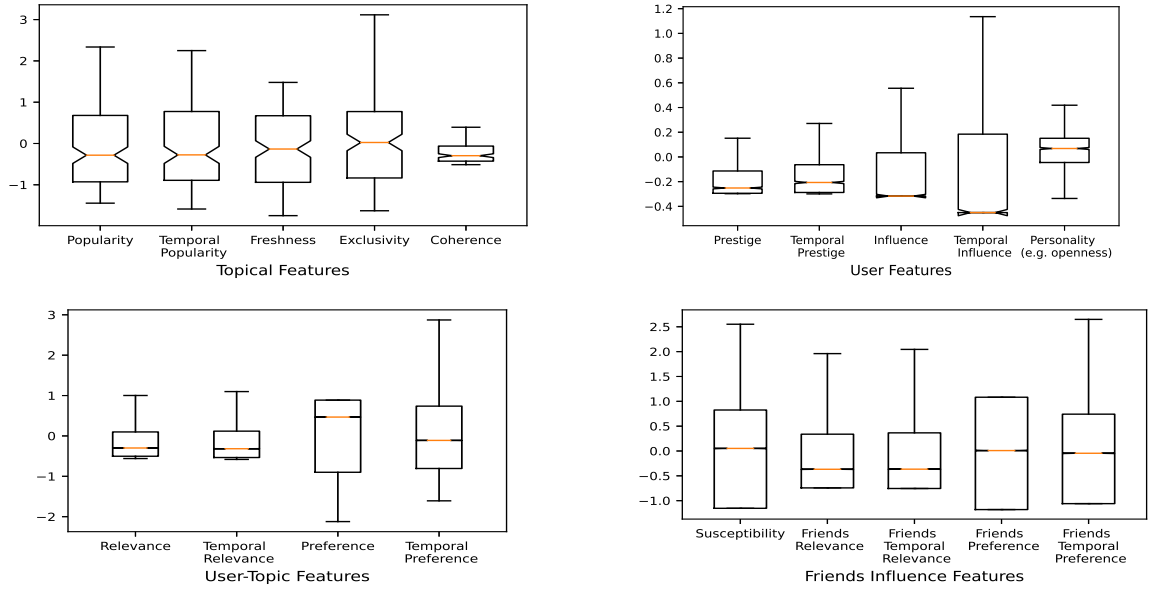 3
2
1
0
−1
Popularity
Temporal
Popularity
Freshness
Exclusivity
Coherence
Topical Features
1.2
1.0
0.8
0.6
0.4
0.2
0.0
−0.2
−0.4
Prestige
Temporal
Prestige
Influence
Temporal
Influence
Personality
(e.g. openness)
User Features
3
2
1
0
−1
−2
Relevance
Temporal
Relevance
Preference
Temporal
Preference
User-Topic Features
2.5
2.0
1.5
1.0
0.5
0.0
−0.5
−1.0
Susceptibility
Friends
Relevance
Friends
Temporal
Relevance
Friends
Preference
Friends
Temporal
Preference
Friends Influence Features